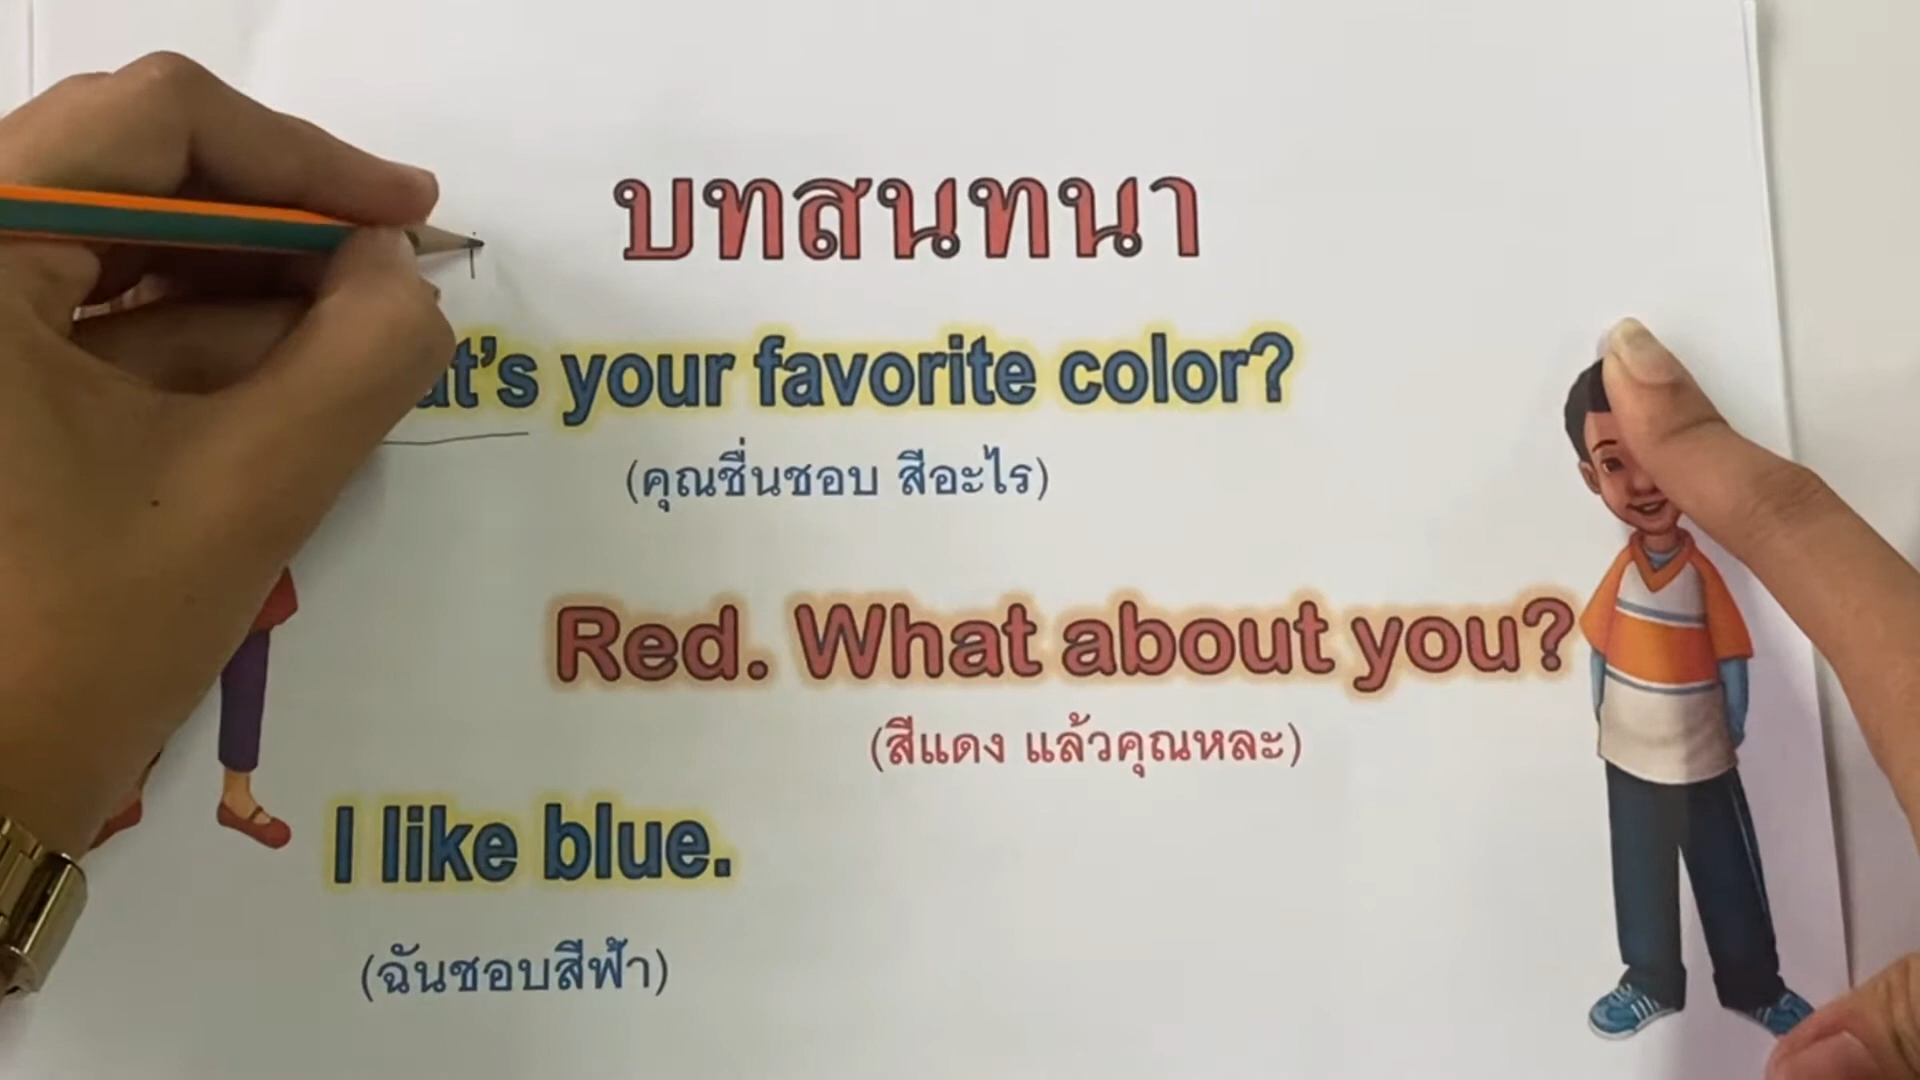 บทสนทนา
your favorite color?
(คุณชื่นชอบ สีอะไร)
Red. What about you?
(สีแดง แล้วคุณหละ)
I like blue.
(ฉันชอบสีฟ้า)